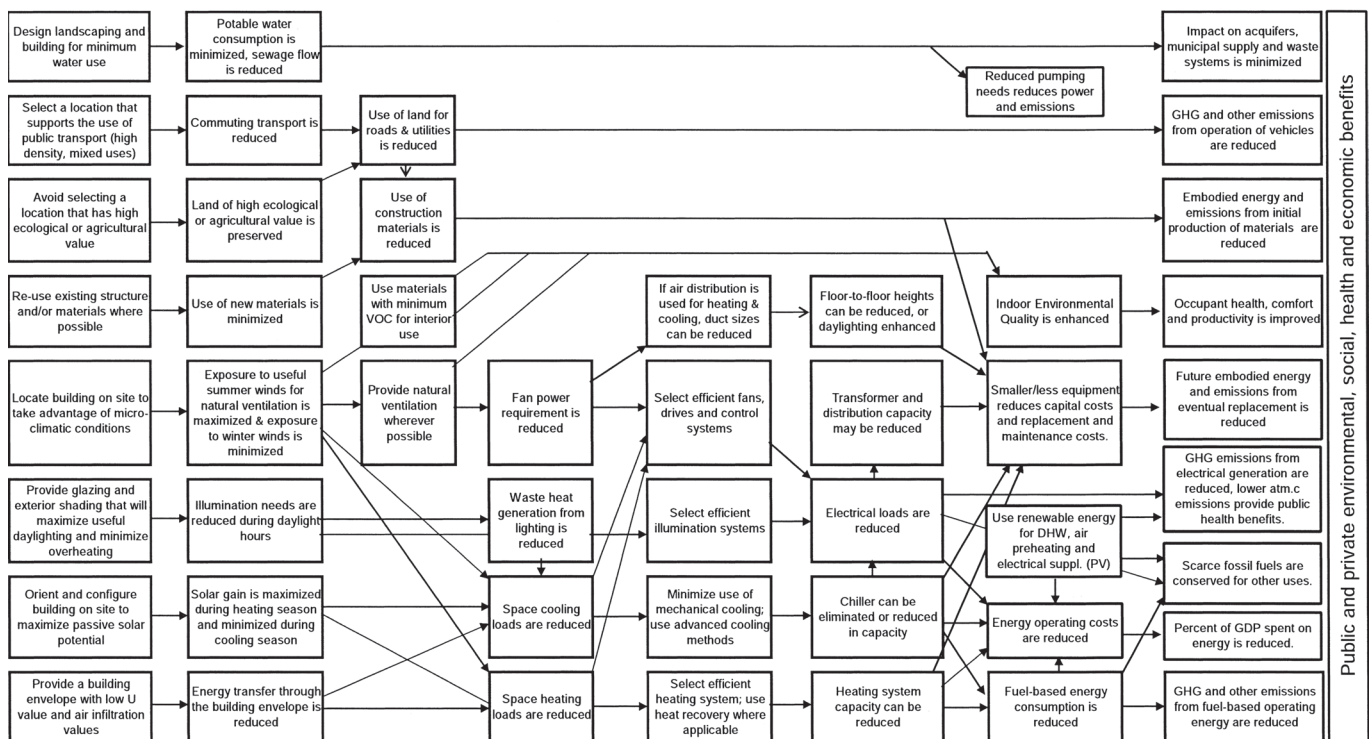 Design landscaping and
building for minimum
water use
Potable water
consumption is
minimized, sewage flow
is reduced
Reduced pumping
needs reduces power
and emissions
Impact on acquifers,
municipal supply and waste
systems is minimized
Select a location that
supports the use of
public transport (high
density, mixed uses)
Commuting transport is
reduced
Use of land for
roads & utilities
is reduced
GHG and other emissions
from operation of vehicles
are reduced
Avoid selecting a
location that has high
ecological or agricultural
value
Land of high ecological
or agricultural value is
preserved
Use of
construction
materials is
reduced
Embodied energy and
emissions from initial
production of materials are
reduced
Re-use existing structure
and/or materials where
possible
Use of new materials is
minimized
Use materials
with minimum
VOC for interior
use
If air distribution is
used for heating &
cooling, duct sizes
can be reduced
Floor-to-floor heights
can be reduced, or
daylighting enhanced
Indoor Environmental
Quality is enhanced
Occupant health, comfort
and productivity is improved
Locate building on site to
take advantage of micro-
climatic conditions
Exposure to useful
summer winds for
natural ventilation is
maximized & exposure
to winter winds is
minimized
Provide natural
ventilation
wherever
possible
Fan power
requirement is
reduced
Select efficient fans,
drives and control
systems
Transformer and
distribution capacity
may be reduced
Smaller/less equipment
reduces capital costs
and replacement and
maintenance costs.
Future embodied energy
and emissions from
eventual replacement is
reduced
Provide glazing and
exterior shading that will
maximize useful
daylighting and minimize
overheating
Illumination needs are
reduced during daylight
hours
Waste heat
generation from
lighting is
reduced
Select efficient
illumination systems
Electrical loads are
reduced
Use renewable energy
for DHW, air
preheating and
electrical suppl. (PV)
GHG emissions from
electrical generation are
reduced, lower atm.c
emissions provide public
health benefits.
Scarce fossil fuels are
conserved for other uses.
Orient and configure
building on site to
maximize passive solar
potential
Solar gain is maximized
during heating season
and minimized during
cooling season
Space cooling
loads are reduced
Minimize use of
mechanical cooling;
use advanced cooling
methods
Chiller can be
eliminated or reduced
in capacity
Energy operating costs
are reduced
Percent of GDP spent on
energy is reduced.
Provide a building
envelope with low U
value and air infiltration
values
Energy transfer through
the building envelope is
reduced
Space heating
loads are reduced
Select efficient
heating system; use
heat recovery where
applicable
Heating system
capacity can be
reduced
Fuel-based energy
consumption is
reduced
GHG and other emissions
from fuel-based operating
energy are reduced
Public and private environmental, social, health and economic benefits